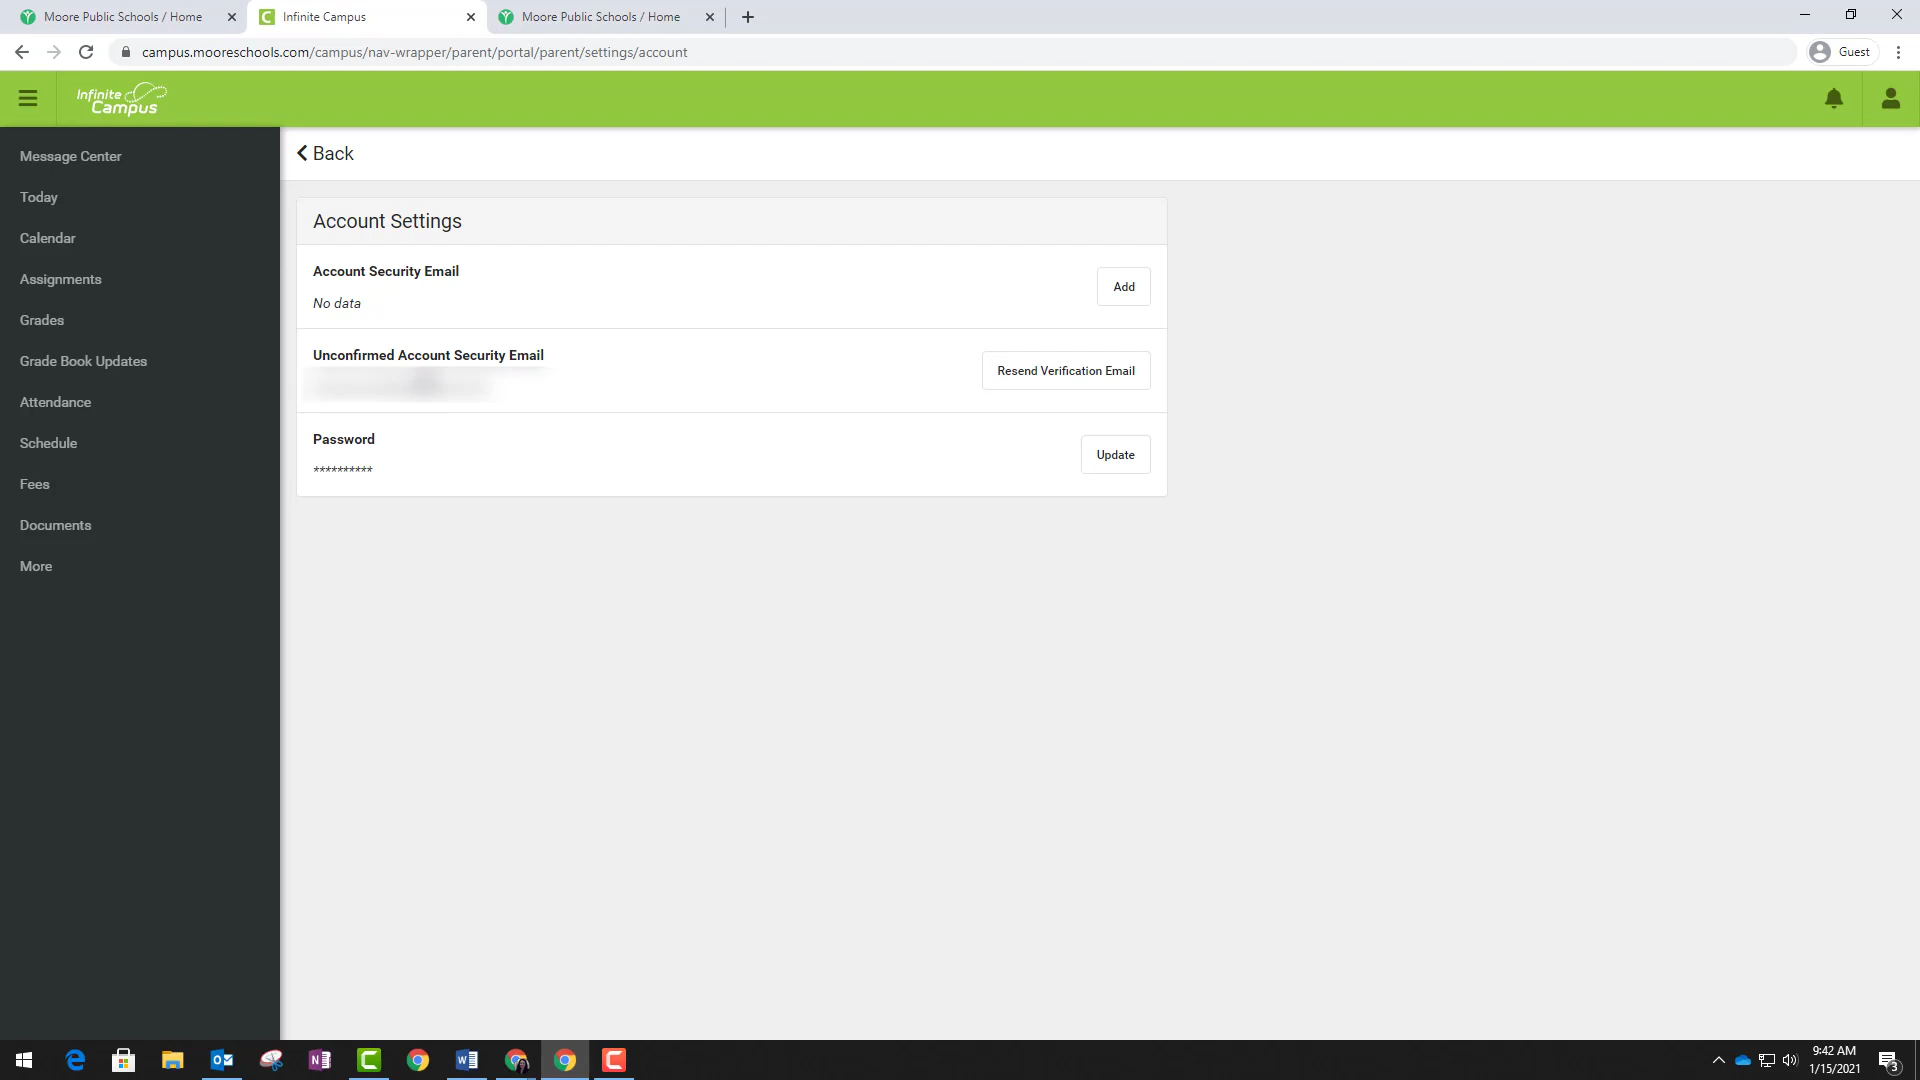 Moore Public Schools / Home
Infinite Campus
Moore Public Schools / Home
campus.mooreschools.com/campus/nav-wrapper/parent/portal/parent/settings/account
Guest
Infinite
Campus
Message Center
Today
Calendar
Assignments
Grades
Grade Book Updates
Attendance
Schedule
Fees
Documents
More
Back
Account Settings
Account Security Email
No data
Add
Unconfirmed Account Security Email
Resend Verification Email
Password
**********
Update
9:42 AM
1/15/2021
3